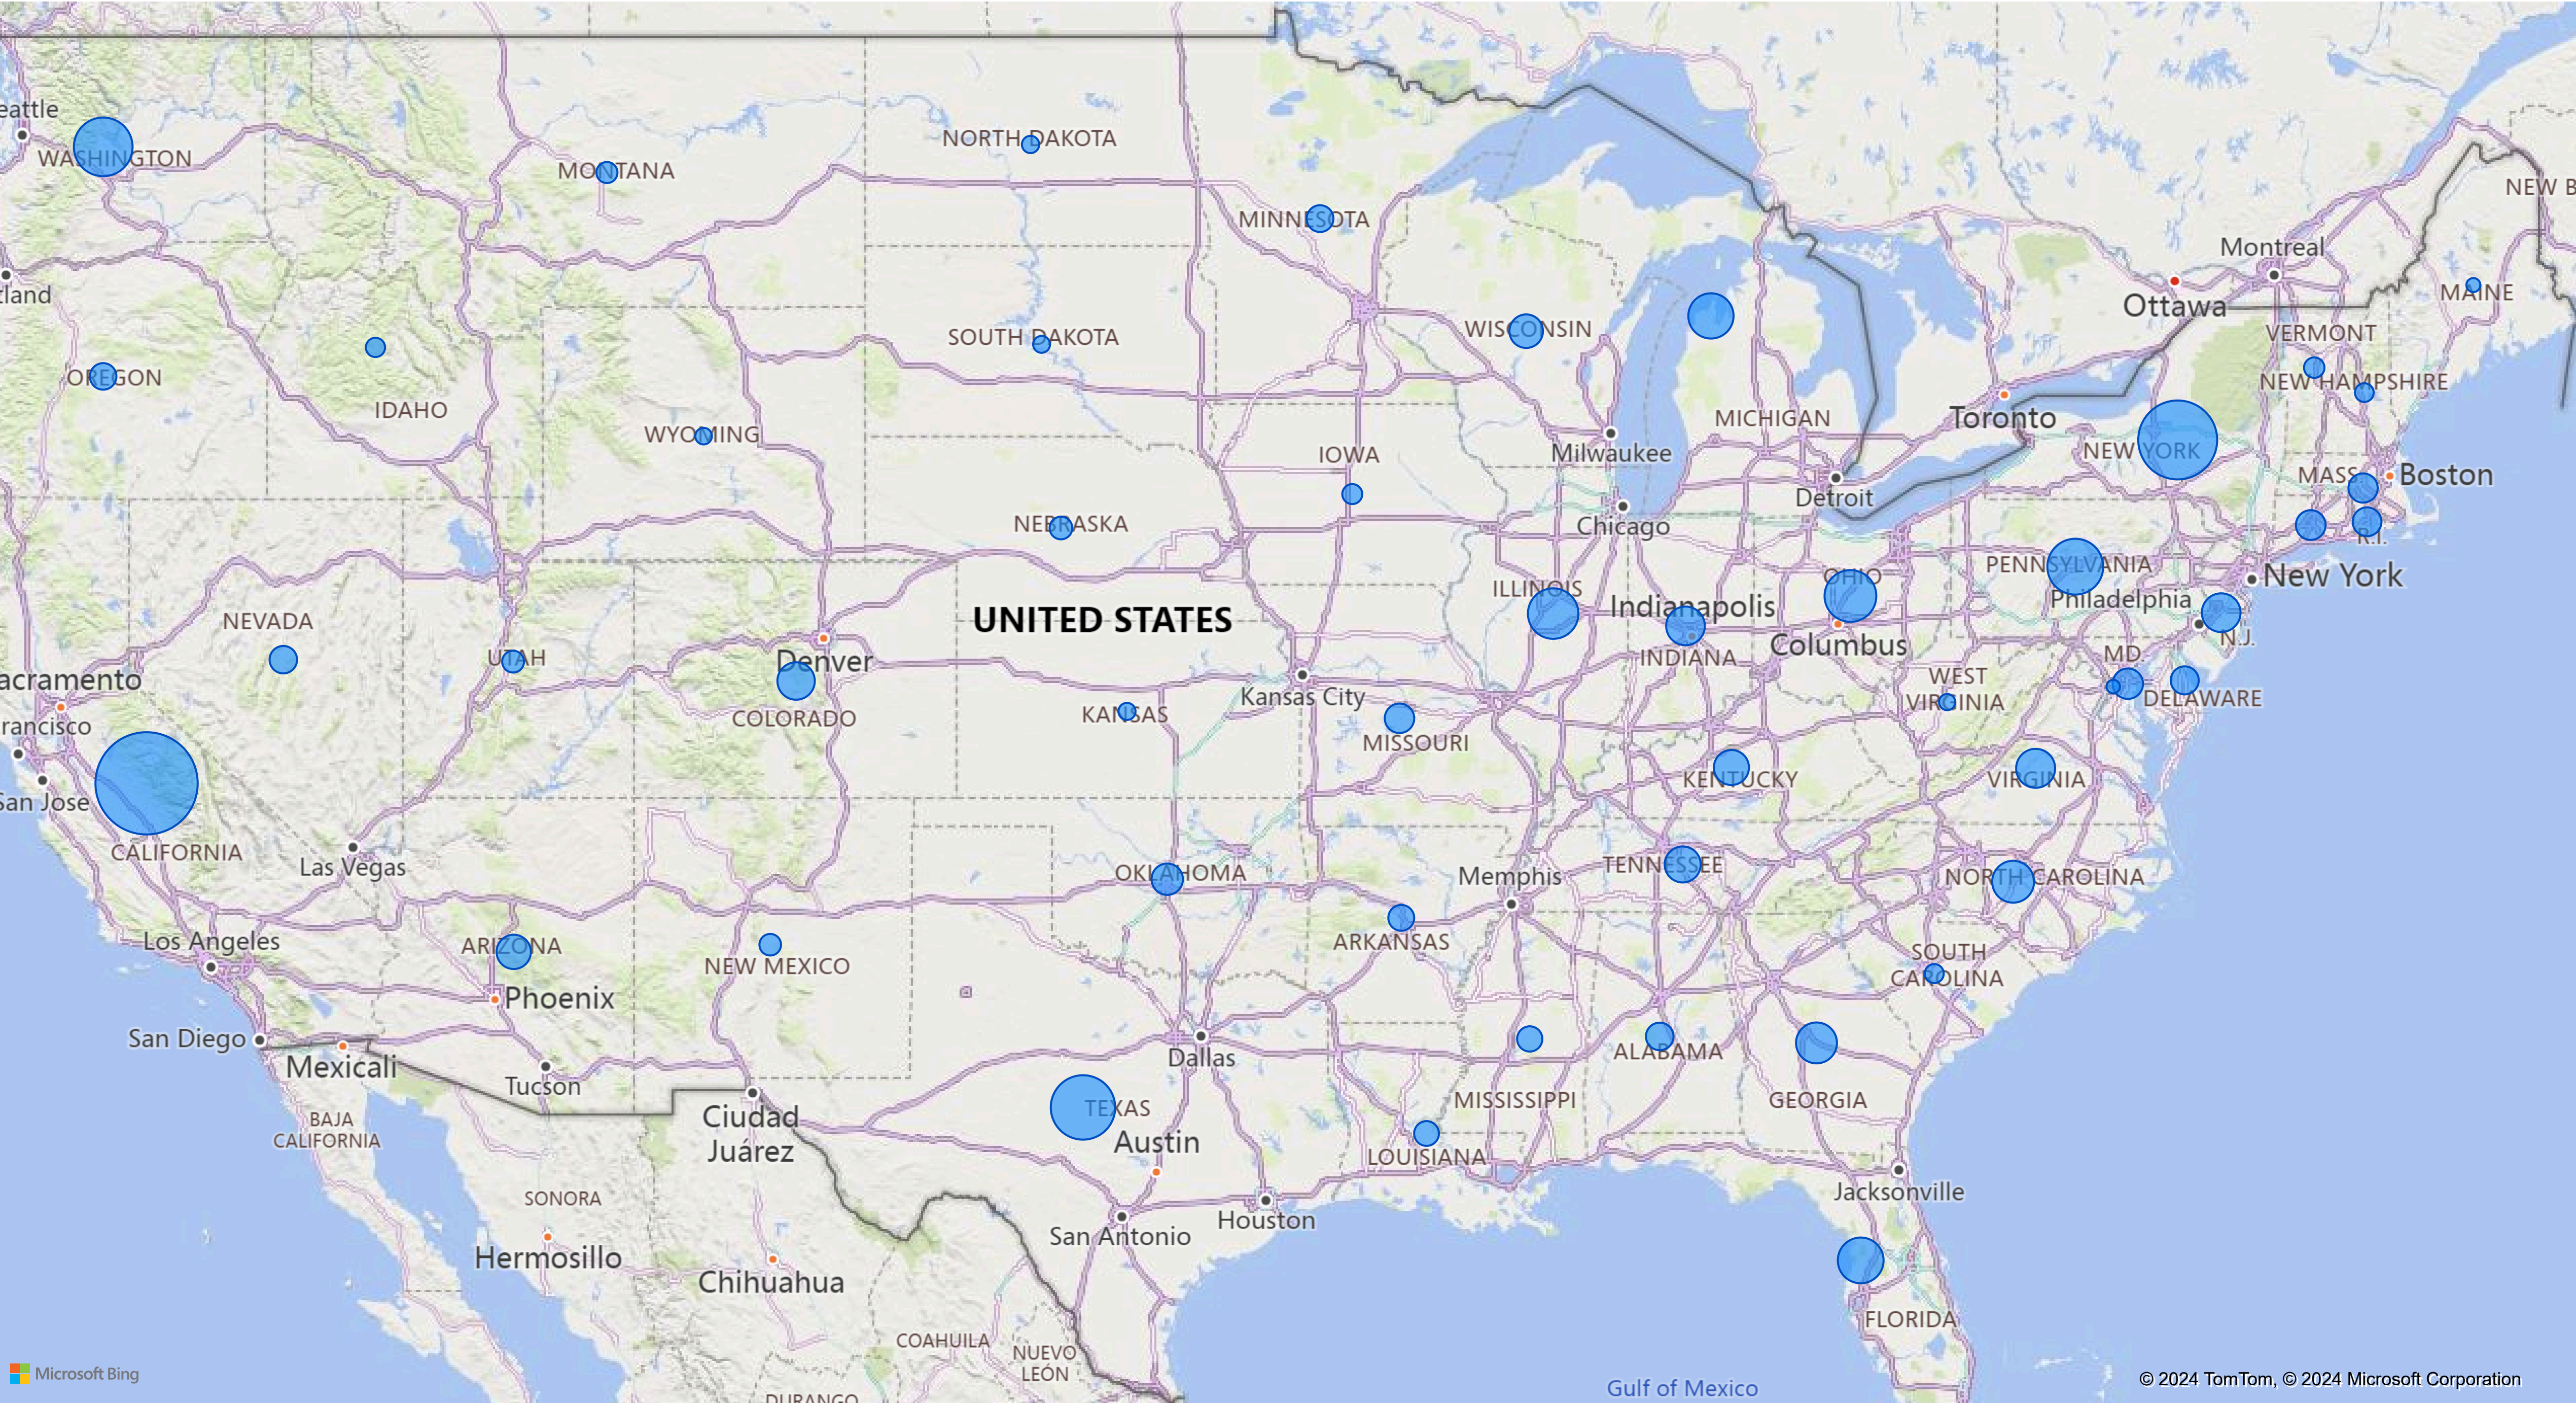 NORTH DAKOTA
eattle
WASHINGTON
MONTANA
NEW B
MINNESOTA
Montreal
tland
Ottawa
MAINE
WISCONSIN
VERMONT
SOUTH DAKOTA
OREGON
NEW HAMPSHIRE
IDAHO
MICHIGAN
Toronto
WYOMING
IOWA
Milwaukee
NEW YORK
MASS.
Boston
Detroit
NEBRASKA
Chicago
R.I.
PENNSYLVANIA
New York
OHIO
ILLINOIS
Philadelphia
Indianapolis
NEVADA
UNITED STATES
N.J.
Columbus
UTAH
Denver
INDIANA
MD.
acramento
WEST
VIRGINIA
Kansas City
DELAWARE
KANSAS
COLORADO
rancisco
MISSOURI
KENTUCKY
VIRGINIA
San Jose
CALIFORNIA
Las Vegas
TENNESSEE
OKLAHOMA
Memphis
NORTH CAROLINA
Los Angeles
ARIZONA
ARKANSAS
SOUTH
CAROLINA
NEW MEXICO
Phoenix
San Diego
ALABAMA
Dallas
Mexicali
Tucson
MISSISSIPPI
GEORGIA
TEXAS
Ciudad
Juarez
BAJA
CALIFORNIA
Austin
LOUISIANA
Jacksonville
SONORA
Houston
San Antonio
Hermosillo
Chihuahua
FLORIDA
COAHUILA
NUEVO
LEÓN
Microsoft Bing
Gulf of Mexico
© 2024 TomTom, © 2024 Microsoft Corporation
DURANGO